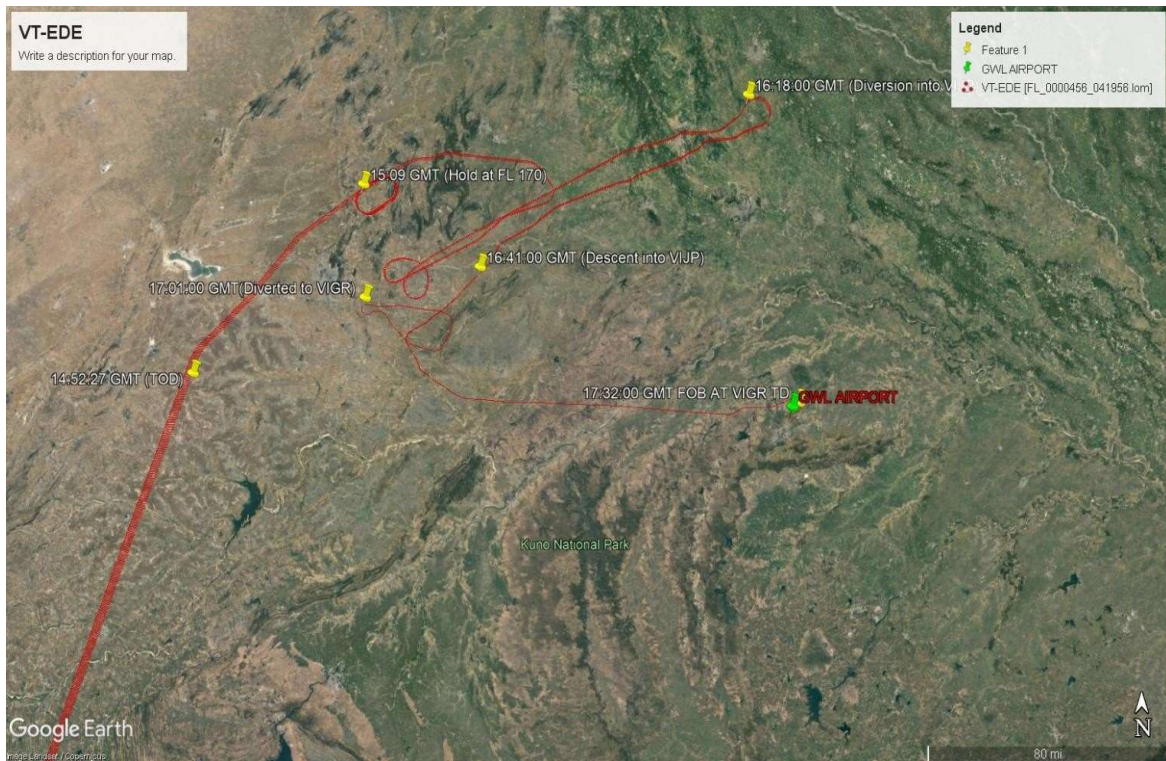 VT-EDE
Write a description for your map.
Legend
Feature 1
GWL AIRPORT
VT-EDE [FL_0000456_041956.lom]
16:18:00 GMT (Diversion into V
15:09 GMT (Hold at FL 170)
16:41:00 GMT (Descent into VIJP)
17:01:00 GMT(Diverted to VIGR)
14:52:27 GMT (TOD)
17:32:00 GMT FOB AT VIGR TD
GWL AIRPORT
Kuno National Park
Google Earth
Image Landsat / Copernicus
N
80 mi